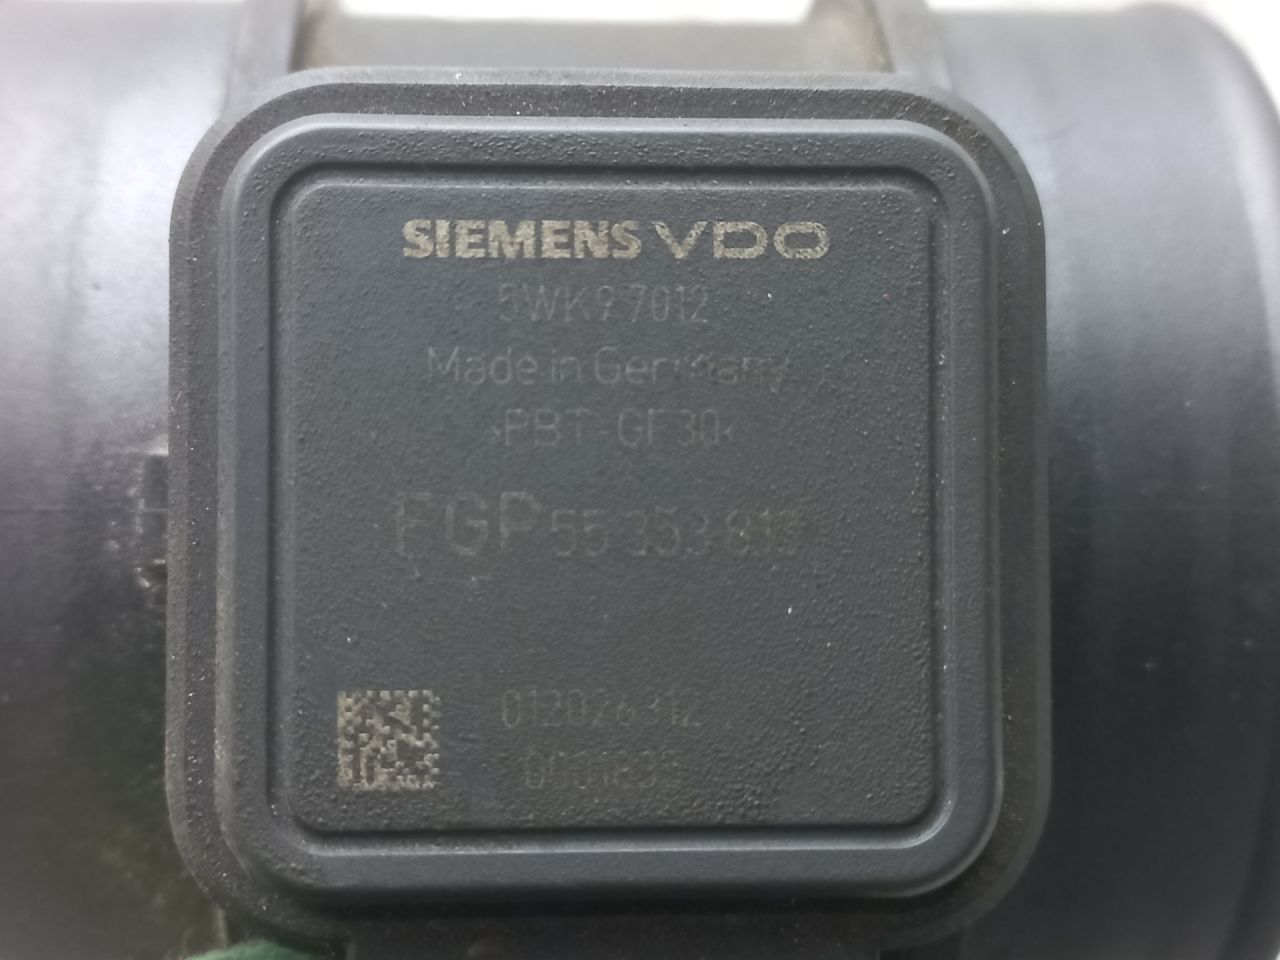 SIEMENS VDO
5WK9 7012
Made in Germany
>PBT-GF30<
FGP 55 353 813
012026312